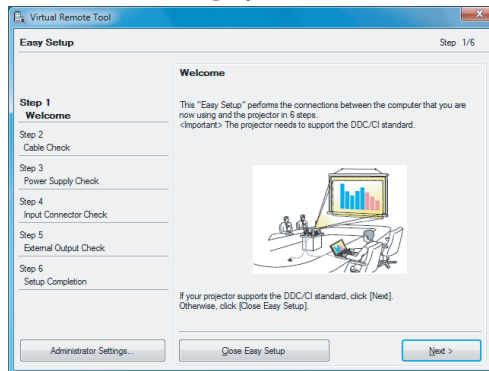 Virtual Remote Tool
Easy Setup
Step 1/6
Step 1
Welcome
Step 2
Cable Check
Step 3
Power Supply Check
Step 4
Input Connector Check
Step 5
External Output Check
Step 6
Setup Completion
Welcome
This "Easy Setup" performs the connections between the computer that you are
now using and the projector in 6 steps.
<Important> The projector needs to support the DDC/CI standard.
If your projector supports the DDC/CI standard, click [Next].
Otherwise, click [Close Easy Setup].
Administrator Settings...
Close Easy Setup
Next >